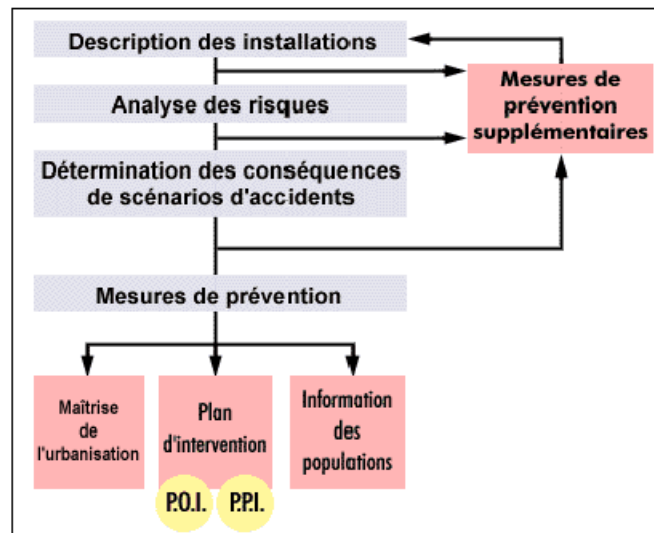 Description des installations
Mesures de
prévention
supplémentaires
Analyse des risques
Détermination des conséquences
de scénarios d'accidents
Mesures de prévention
Maîtrise
de
l'urbanisation
Plan
d'intervention
Information
des
populations
P.O.I.
P.P.I.